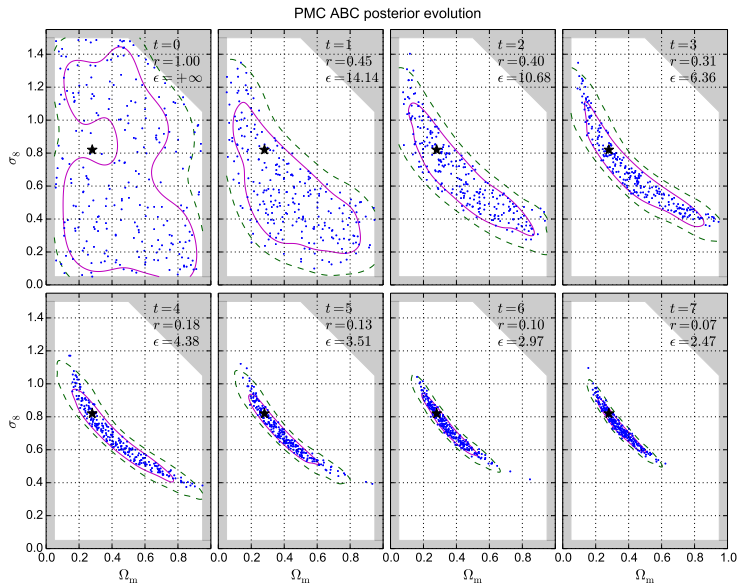 PMC ABC posterior evolution
t=0
r=1.00
ϵ=+∞
t=1
r=0.45
ϵ=14.14
t=2
r=0.40
ϵ=10.68
t=3
r=0.31
ϵ=6.36
1.4
1.2
1.0
0.8
0.6
0.4
0.2
0.0
σ₈
t=4
r=0.18
ϵ=4.38
t=5
r=0.13
ϵ=3.51
t=6
r=0.10
ϵ=2.97
t=7
r=0.07
ϵ=2.47
1.4
1.2
1.0
0.8
0.6
0.4
0.2
0.0
σ₈
0.0 0.2 0.4 0.6 0.8 0.2 0.4 0.6 0.8 0.2 0.4 0.6 0.8 0.2 0.4 0.6 0.8 1.0
Ωₘ Ωₘ Ωₘ Ωₘ